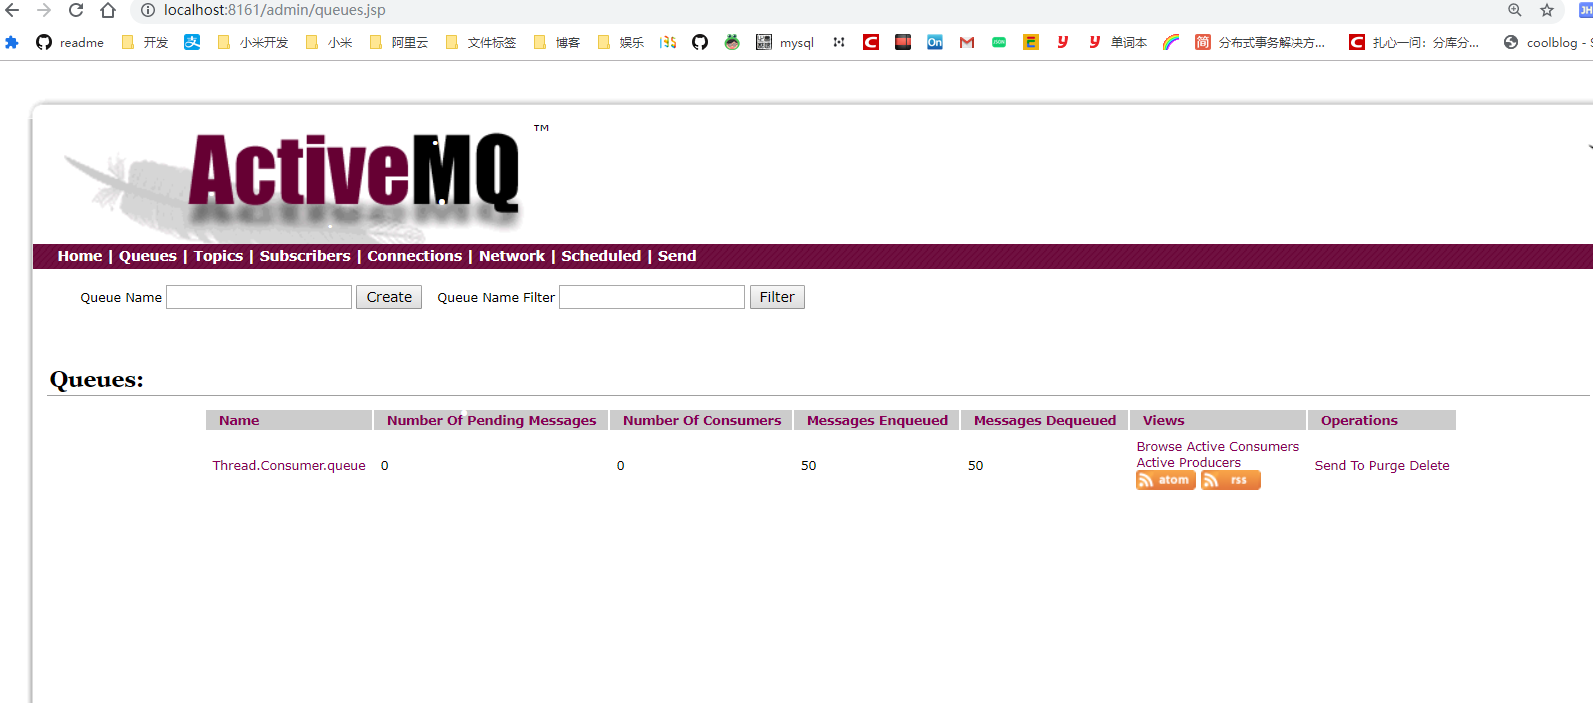 localhost:8161/admin/queues.jsp
readme 开发 小米开发 小米 阿里云 文件标签 博客 娱乐 mysql On 单词本 简 分布式事务解决方... 扎心一问：分库分... coolblog - S
ActiveMQ ™
Home | Queues | Topics | Subscribers | Connections | Network | Scheduled | Send
Queue Name Create Queue Name Filter Filter
Queues:
Name Number Of Pending Messages Number Of Consumers Messages Enqueued Messages Dequeued Views Operations
Thread.Consumer.queue 0 0 50 50 Browse Active Consumers
Active Producers
atom rss
Send To Purge Delete